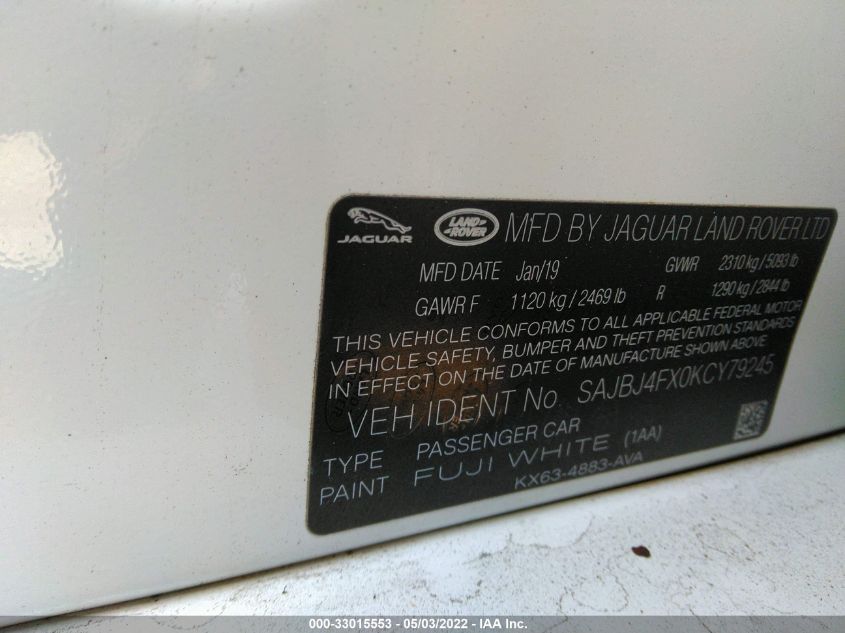 JAGUAR LAND ROVER MFD BY JAGUAR LAND ROVER LTD
MFD DATE Jan/19 GVWR 2310 kg / 5093 lb
GAWR F 1120 kg / 2469 lb R 1290 kg / 2844 lb
THIS VEHICLE CONFORMS TO ALL APPLICABLE FEDERAL MOTOR
VEHICLE SAFETY, BUMPER AND THEFT PREVENTION STANDARDS
IN EFFECT ON THE DATE OF MANUFACTURE SHOWN ABOVE
VEH IDENT No. SAJBJ4FX0KCY79245
TYPE PASSENGER CAR
PAINT FUJI WHITE (1AA)
KX63-4883-AVA
000-33015553 - 05/03/2022 - IAA Inc.